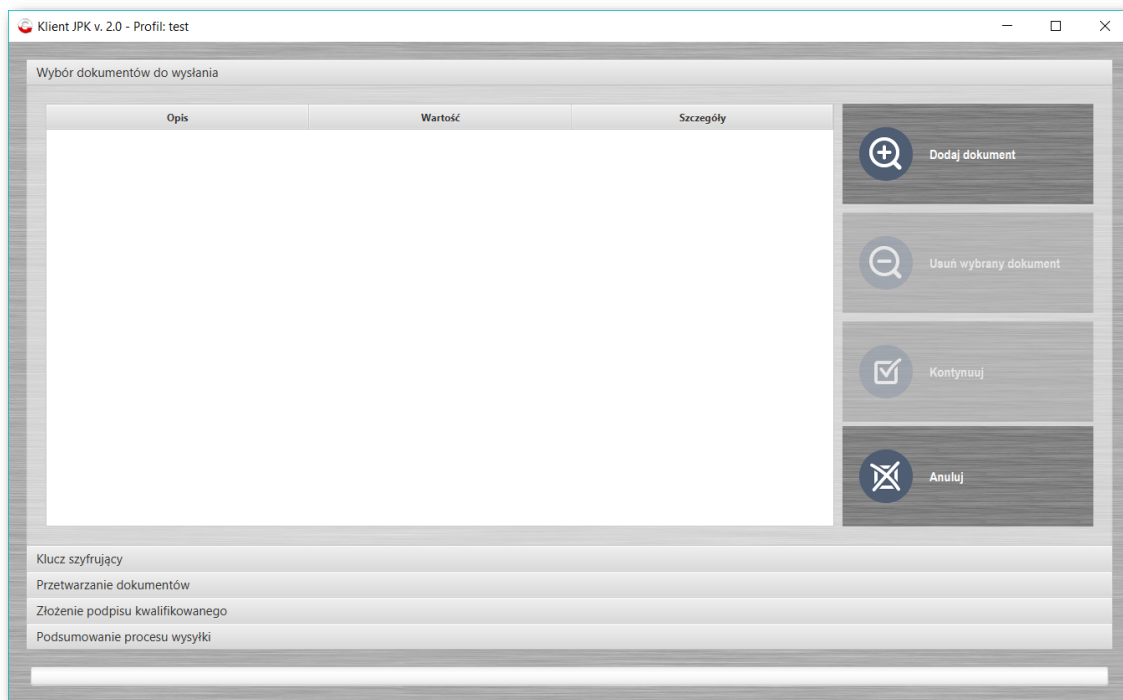 Klient JPK v. 2.0 - Profil: test
Wybór dokumentów do wysłania
Opis Wartość Szczegóły
Dodaj dokument
Usuń wybrany dokument
Kontynuuj
Anuluj
Klucz szyfrujący
Przetwarzanie dokumentów
Złożenie podpisu kwalifikowanego
Podsumowanie procesu wysyłki